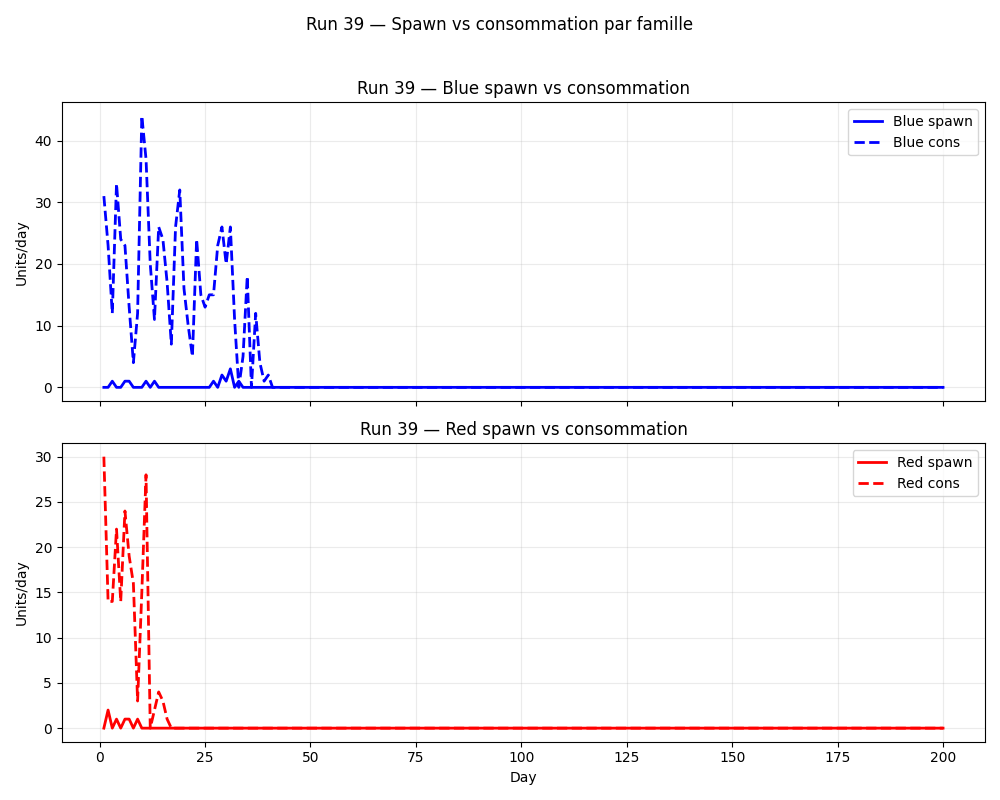 Run 39 — Spawn vs consommation par famille
Run 39 — Blue spawn vs consommation
Blue spawn
Blue cons
Units/day
40
30
20
10
0
Run 39 — Red spawn vs consommation
Red spawn
Red cons
Units/day
30
25
20
15
10
5
0
0 25 50 75 100 125 150 175 200
Day